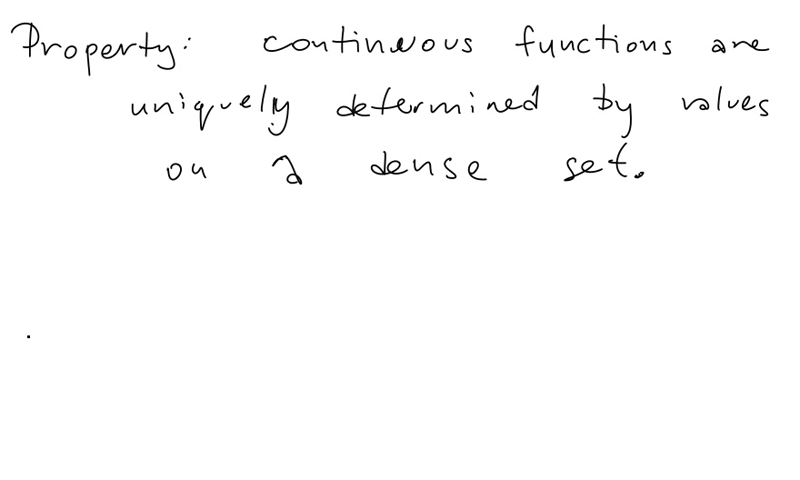 Property: continuous functions are
uniquely determined by values
on a dense set.